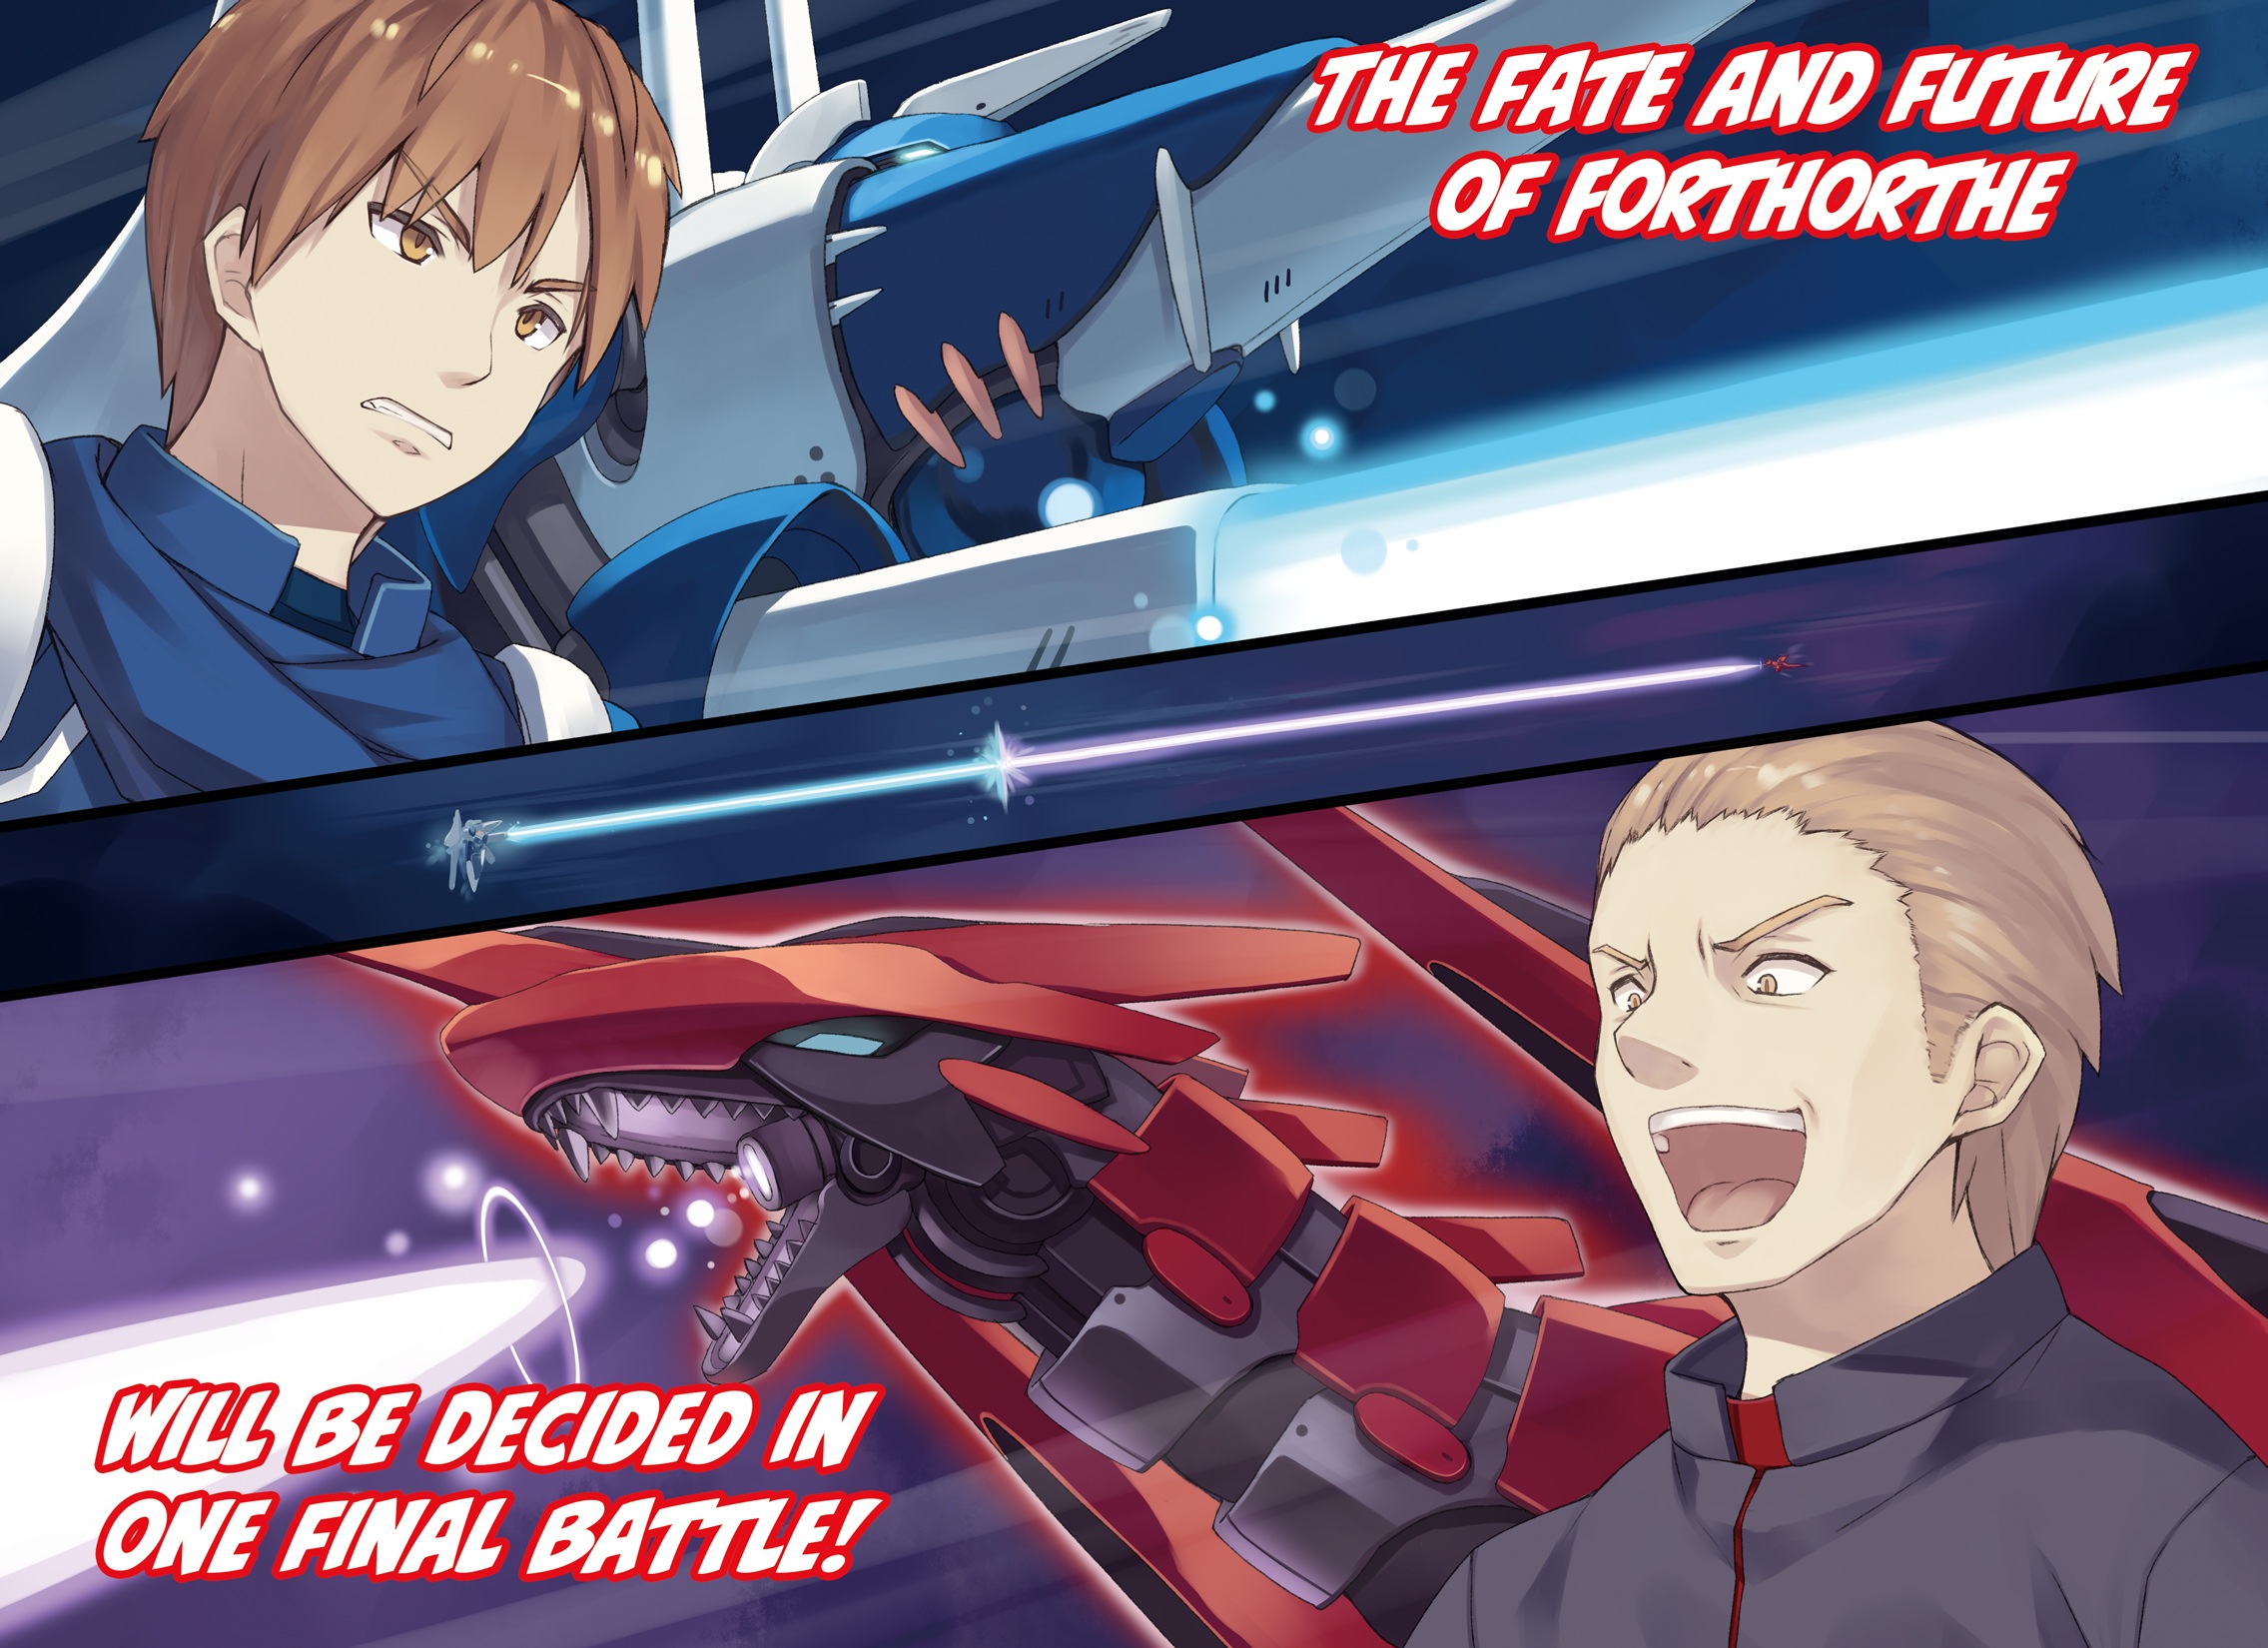 THE FATE AND FUTURE
OF FORTHORTHE
WILL BE DECIDED IN
ONE FINAL BATTLE!